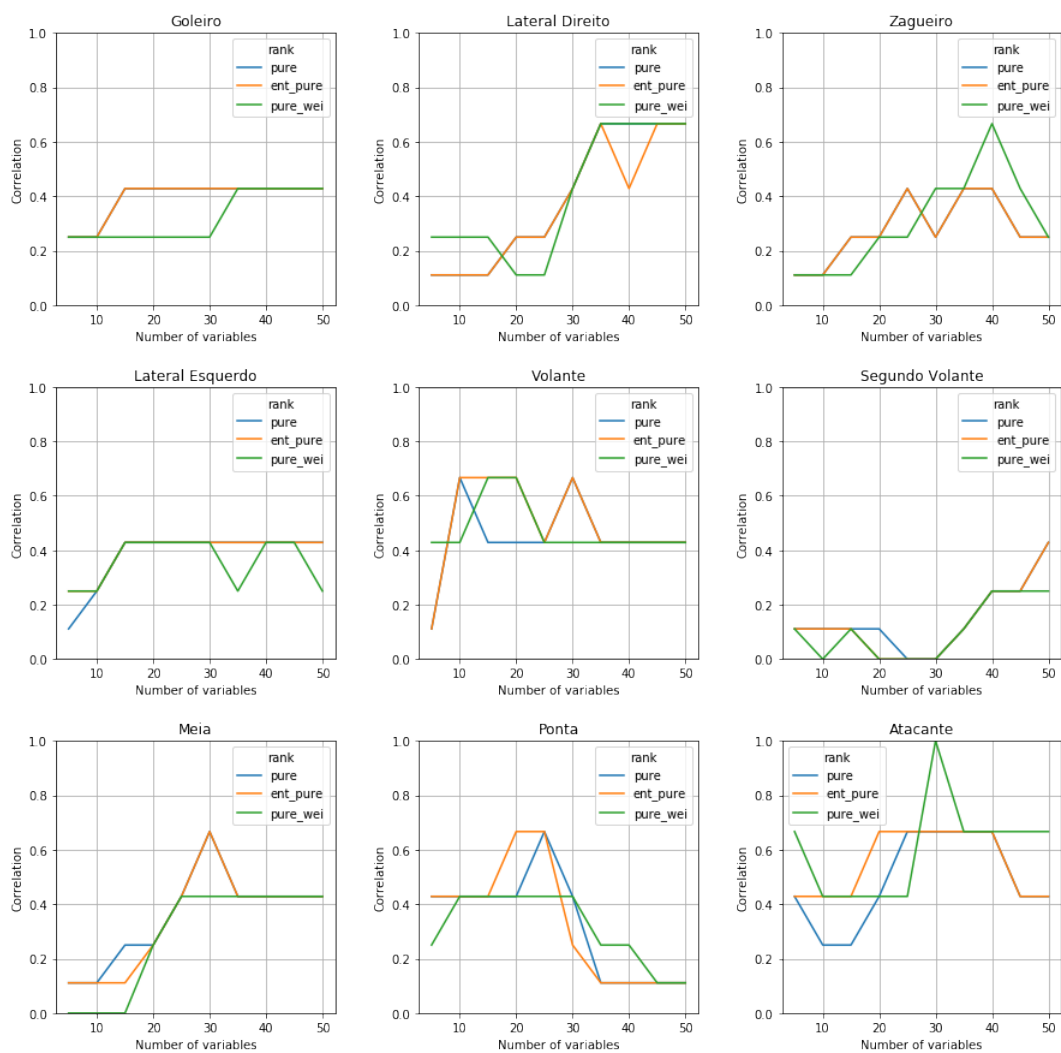 Goleiro
1.0
0.8
0.6
0.4
0.2
0.0
Correlation
rank
pure
ent_pure
pure_wei
10 20 30 40 50
Number of variables
Lateral Direito
1.0
0.8
0.6
0.4
0.2
0.0
Correlation
rank
pure
ent_pure
pure_wei
10 20 30 40 50
Number of variables
Zagueiro
1.0
0.8
0.6
0.4
0.2
0.0
Correlation
rank
pure
ent_pure
pure_wei
10 20 30 40 50
Number of variables
Lateral Esquerdo
1.0
0.8
0.6
0.4
0.2
0.0
Correlation
rank
pure
ent_pure
pure_wei
10 20 30 40 50
Number of variables
Volante
1.0
0.8
0.6
0.4
0.2
0.0
Correlation
rank
pure
ent_pure
pure_wei
10 20 30 40 50
Number of variables
Segundo Volante
1.0
0.8
0.6
0.4
0.2
0.0
Correlation
rank
pure
ent_pure
pure_wei
10 20 30 40 50
Number of variables
Meia
1.0
0.8
0.6
0.4
0.2
0.0
Correlation
rank
pure
ent_pure
pure_wei
10 20 30 40 50
Number of variables
Ponta
1.0
0.8
0.6
0.4
0.2
0.0
Correlation
rank
pure
ent_pure
pure_wei
10 20 30 40 50
Number of variables
Atacante
1.0
0.8
0.6
0.4
0.2
0.0
Correlation
rank
pure
ent_pure
pure_wei
10 20 30 40 50
Number of variables